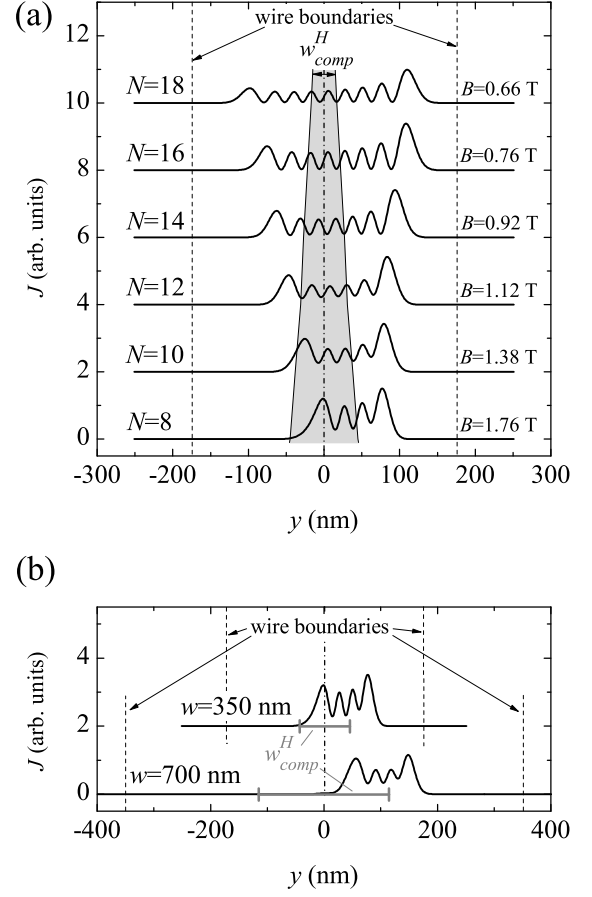 (a)
wire boundaries
w^H_comp
12
10
8
6
4
2
0
J (arb. units)
N=18
B=0.66 T
N=16
B=0.76 T
N=14
B=0.92 T
N=12
B=1.12 T
N=10
B=1.38 T
N=8
B=1.76 T
-300 -200 -100 0 100 200 300
y (nm)
(b)
wire boundaries
4
2
0
J (arb. units)
w=350 nm
w^H_comp
w=700 nm
-400 -200 0 200 400
y (nm)